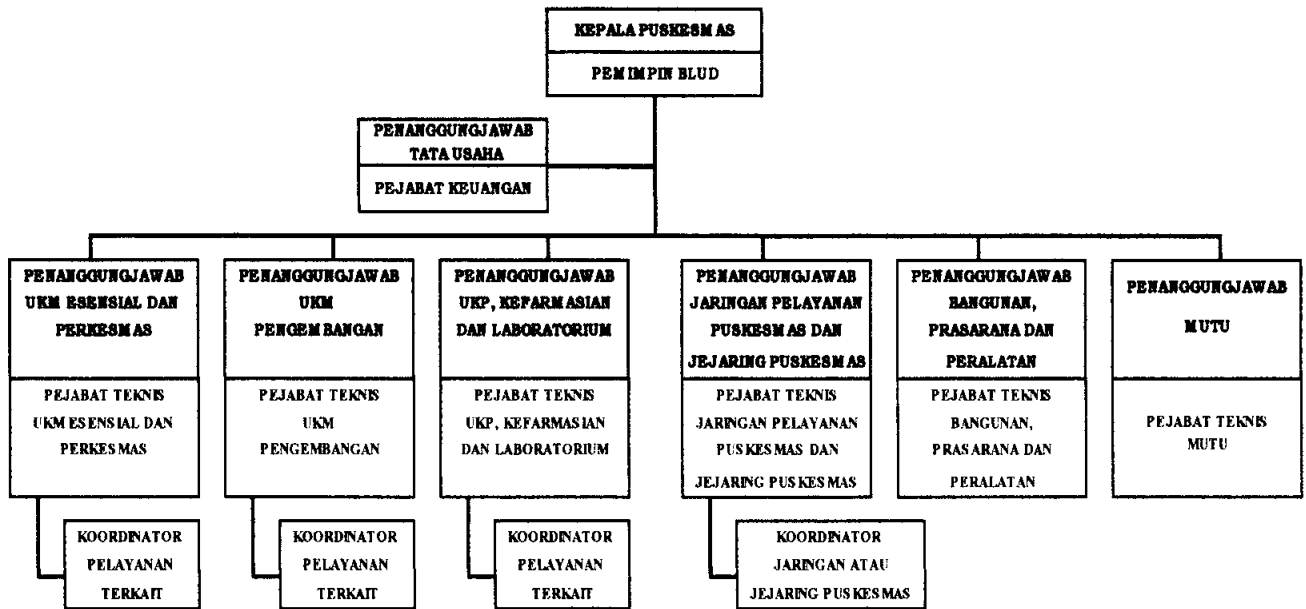 KEPALA PUSKESMAS
PEMIMPIN BLUD
PENANGGUNGJAWAB
TATA USAHA
PEJABAT KEUANGAN
PENANGGUNGJAWAB
UKM ESENSIAL DAN
PERKESMAS
PEJABAT TEKNIS
UKM ESENSIAL DAN
PERKESMAS
KOORDINATOR
PELAYANAN
TERKAIT
PENANGGUNGJAWAB
UKM
PENGEMBANGAN
PEJABAT TEKNIS
UKM
PENGEMBANGAN
KOORDINATOR
PELAYANAN
TERKAIT
PENANGGUNGJAWAB
UKP, KEFARMASIAN
DAN LABORATORIUM
PEJABAT TEKNIS
UKP, KEFARMASIAN
DAN LABORATORIUM
KOORDINATOR
PELAYANAN
TERKAIT
PENANGGUNGJAWAB
JARINGAN PELAYANAN
PUSKESMAS DAN
JEJARING PUSKESMAS
PEJABAT TEKNIS
JARINGAN PELAYANAN
PUSKESMAS DAN
JEJARING PUSKESMAS
KOORDINATOR
JARINGAN ATAU
JEJARING PUSKESMAS
PENANGGUNGJAWAB
BANGUNAN,
PRASARANA DAN
PERALATAN
PEJABAT TEKNIS
BANGUNAN,
PRASARANA DAN
PERALATAN
PENANGGUNGJAWAB
MUTU
PEJABAT TEKNIS
MUTU